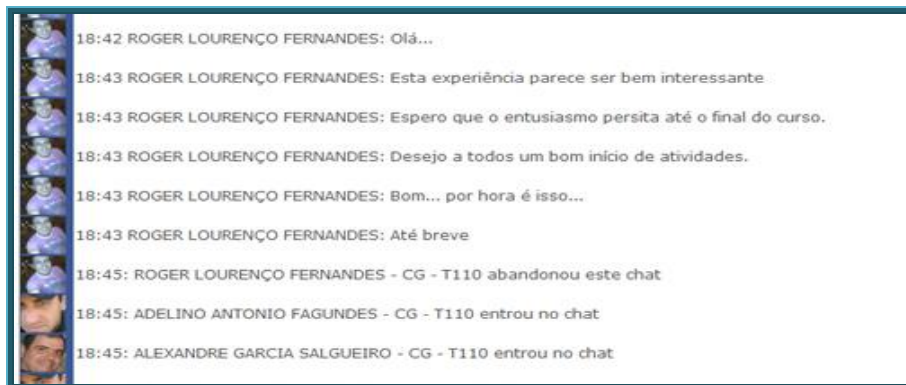 18:42 ROGER LOURENÇO FERNANDES: Olá...
18:43 ROGER LOURENÇO FERNANDES: Esta experiência parece ser bem interessante
18:43 ROGER LOURENÇO FERNANDES: Espero que o entusiasmo persita até o final do curso.
18:43 ROGER LOURENÇO FERNANDES: Desejo a todos um bom início de atividades.
18:43 ROGER LOURENÇO FERNANDES: Bom... por hora é isso...
18:43 ROGER LOURENÇO FERNANDES: Até breve
18:45: ROGER LOURENÇO FERNANDES - CG - T110 abandonou este chat
18:45: ADELINO ANTONIO FAGUNDES - CG - T110 entrou no chat
18:45: ALEXANDRE GARCIA SALGUEIRO - CG - T110 entrou no chat